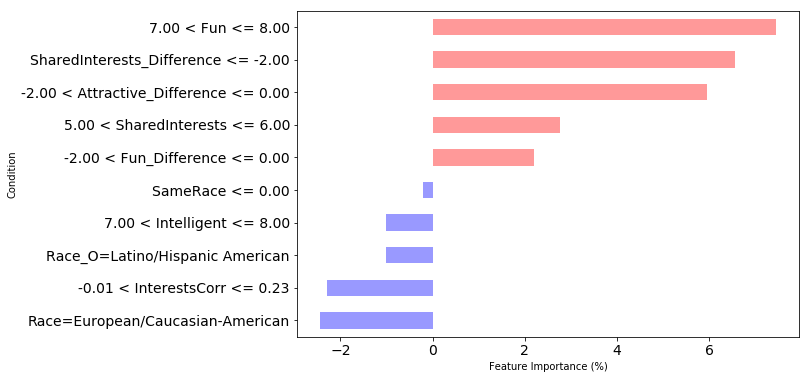 7.00 < Fun <= 8.00
SharedInterests_Difference <= -2.00
-2.00 < Attractive_Difference <= 0.00
5.00 < SharedInterests <= 6.00
-2.00 < Fun_Difference <= 0.00
SameRace <= 0.00
7.00 < Intelligent <= 8.00
Race_O=Latino/Hispanic American
-0.01 < InterestsCorr <= 0.23
Race=European/Caucasian-American
Condition
−2 0 2 4 6
Feature Importance (%)